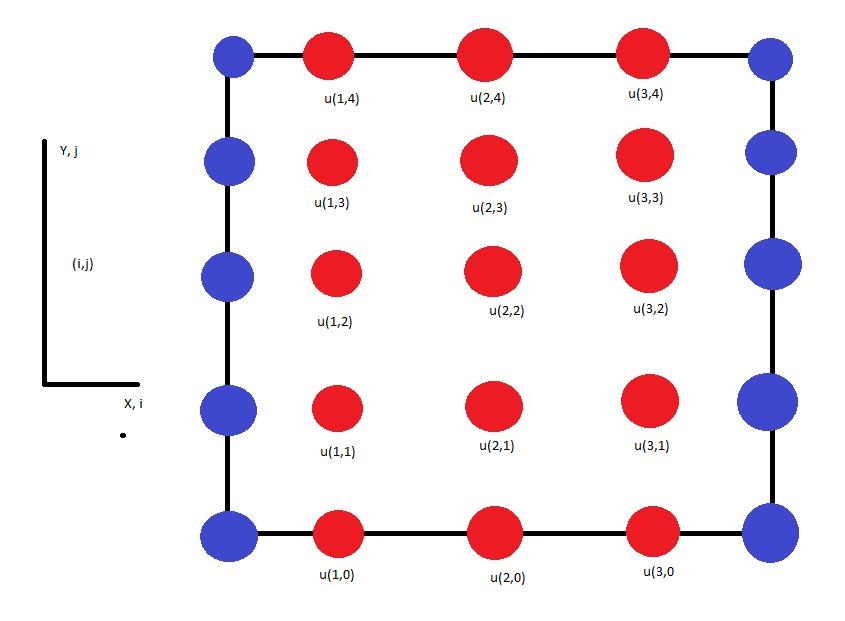 u(1,4)
u(2,4)
u(3,4)
Y, j
u(1,3)
u(2,3)
u(3,3)
(i,j)
u(1,2)
u(2,2)
u(3,2)
X, i
u(1,1)
u(2,1)
u(3,1)
u(1,0)
u(2,0)
u(3,0